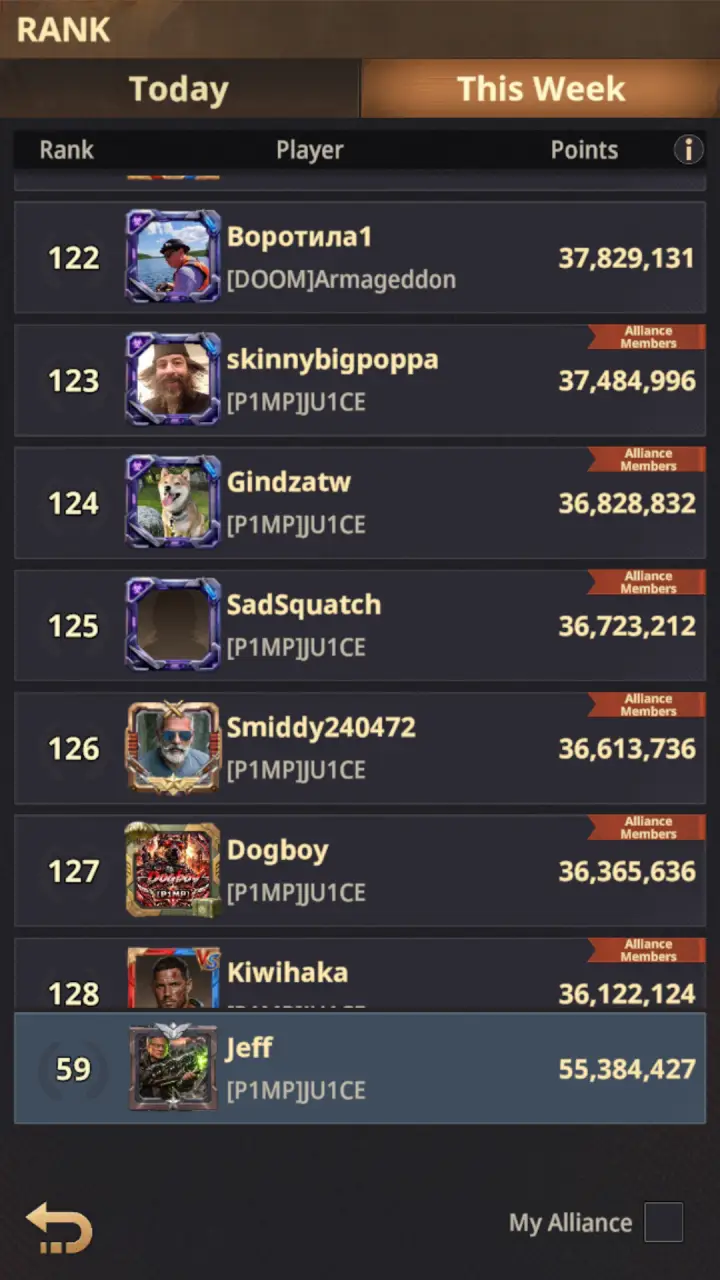 RANK
Today
This Week
Rank
Player
Points
122
Воротила1
[DOOM]Armageddon
37,829,131
Alliance
Members
123
skinnybigpoppa
[P1MP]JU1CE
37,484,996
Alliance
Members
124
Gindzatw
[P1MP]JU1CE
36,828,832
Alliance
Members
125
SadSquatch
[P1MP]JU1CE
36,723,212
Alliance
Members
126
Smiddy240472
[P1MP]JU1CE
36,613,736
Alliance
Members
127
Dogboy
[P1MP]
Dogboy
[P1MP]JU1CE
36,365,636
Alliance
Members
128
VS
Kiwihaka
36,122,124
59
Jeff
[P1MP]JU1CE
55,384,427
My Alliance